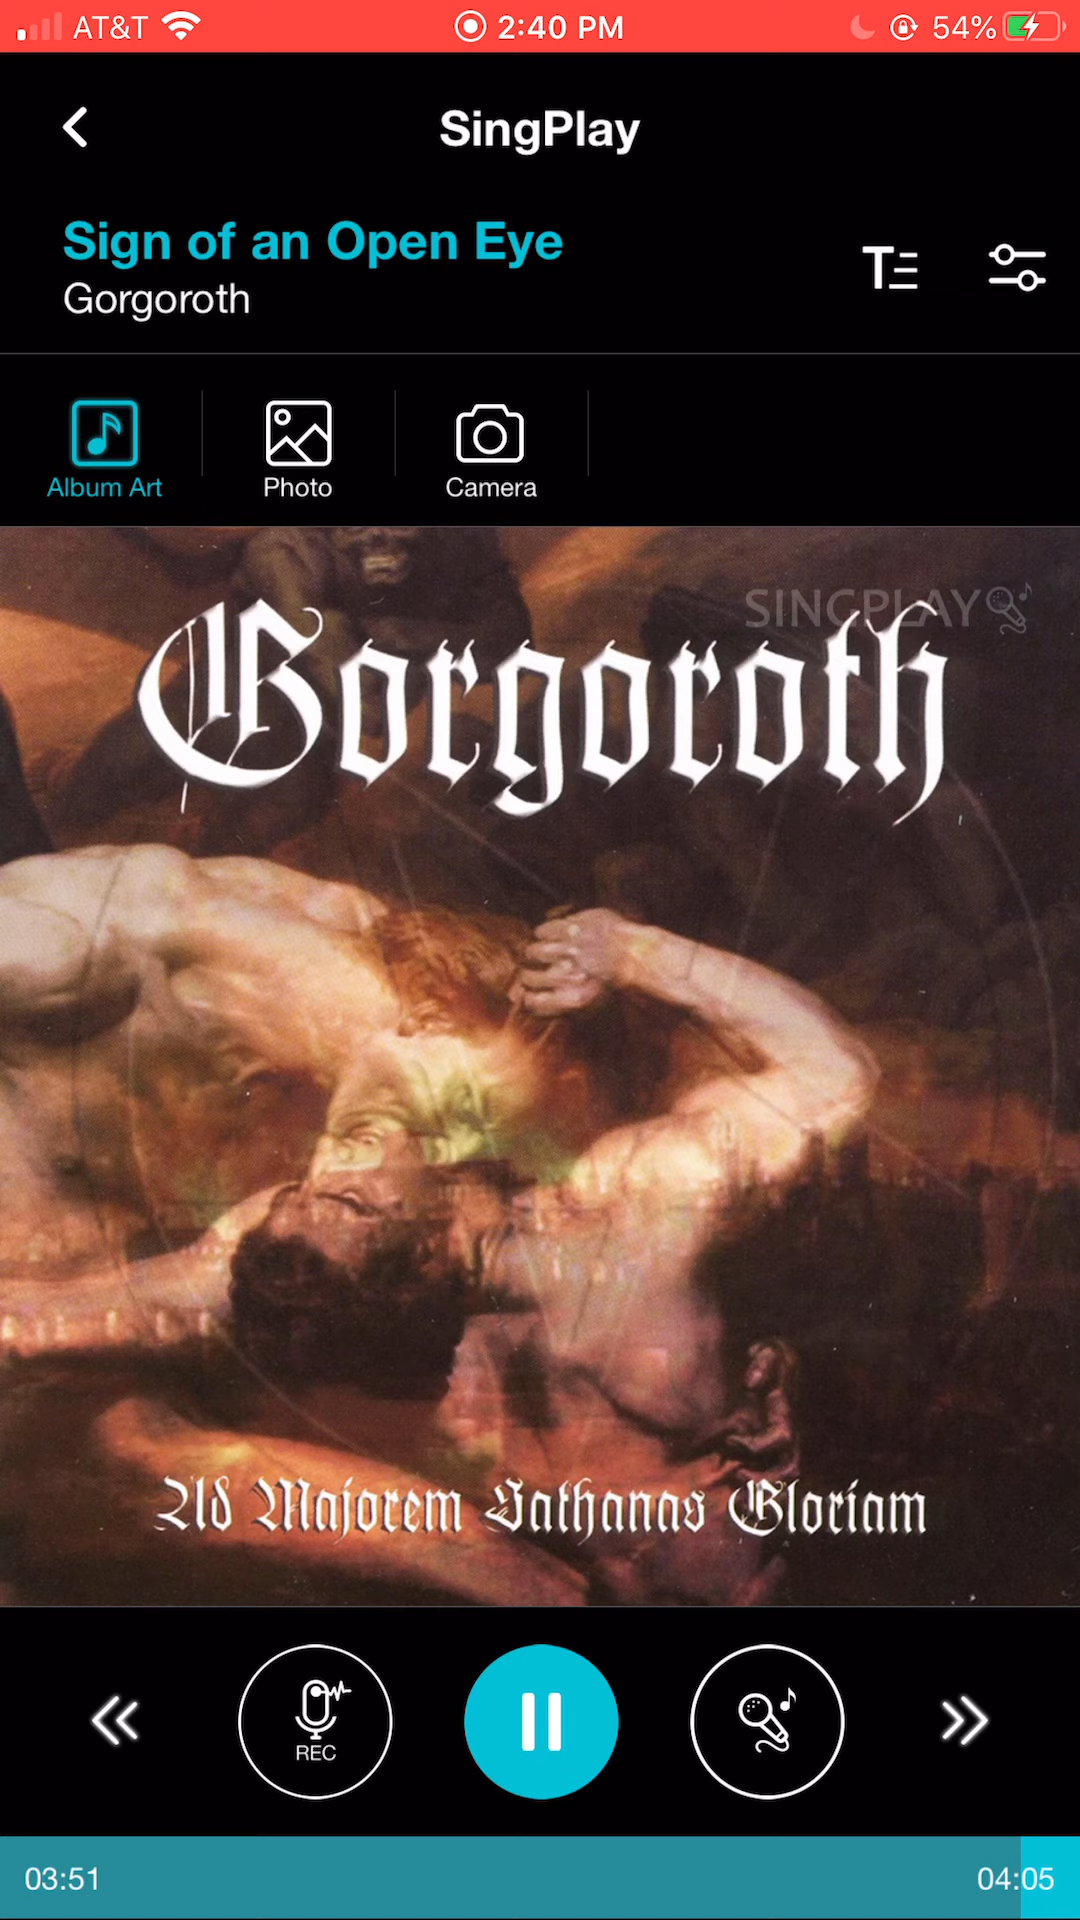 AT&T 2:40 PM 54%
SingPlay
Sign of an Open Eye
Gorgoroth
Album Art Photo Camera
SINGPLAY
Gorgoroth
Ad Majorem Sathanas Gloriam
REC
03:51 04:05